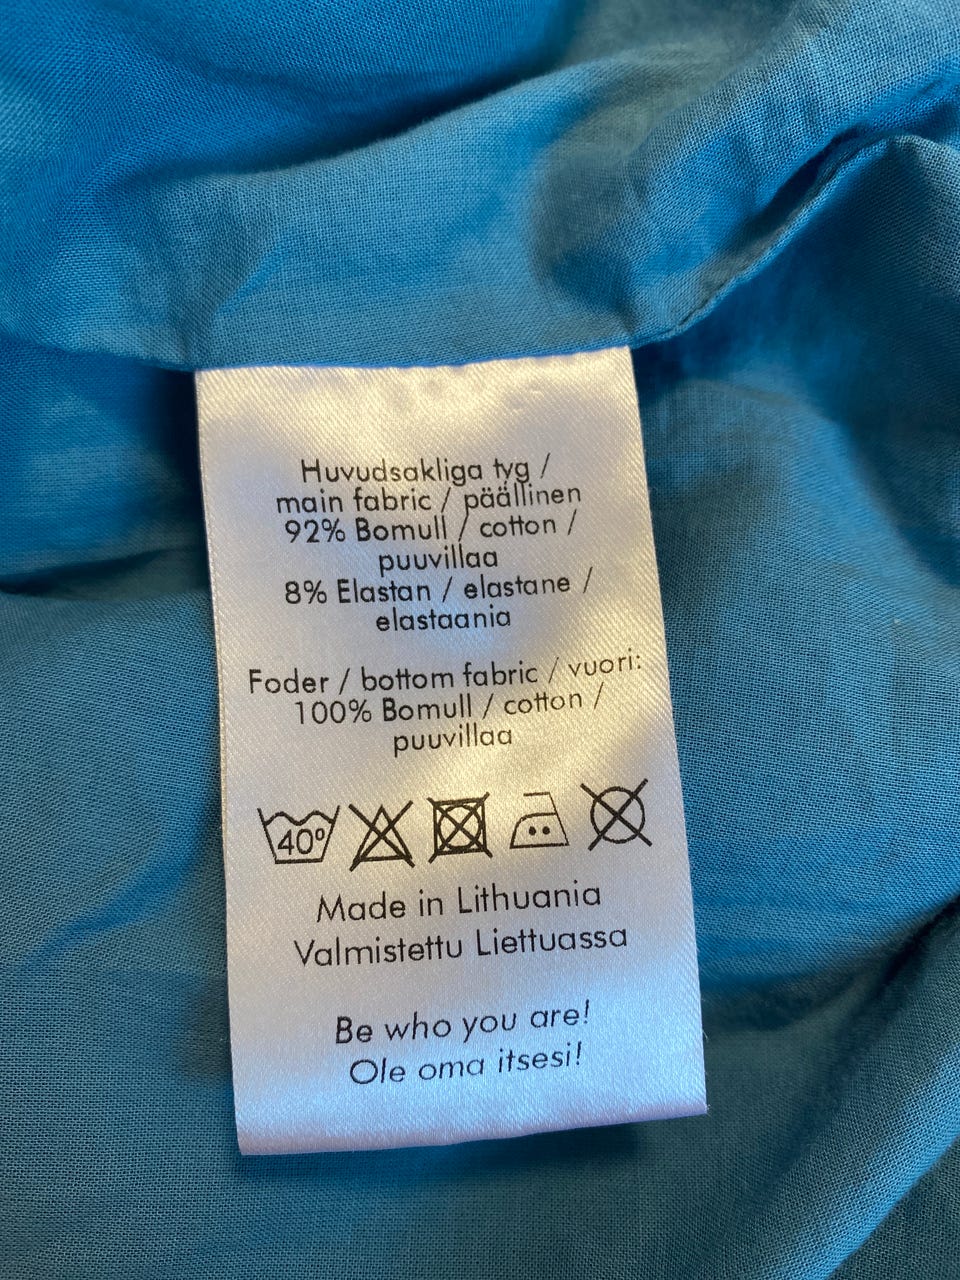 Huvudsakliga tyg /
main fabric / päällinen
92% Bomull / cotton /
puuvillaa
8% Elastan / elastane /
elastaania
Foder / bottom fabric / vuori:
100% Bomull / cotton /
puuvillaa
40º
Made in Lithuania
Valmistettu Liettuassa
Be who you are!
Ole oma itsesi!